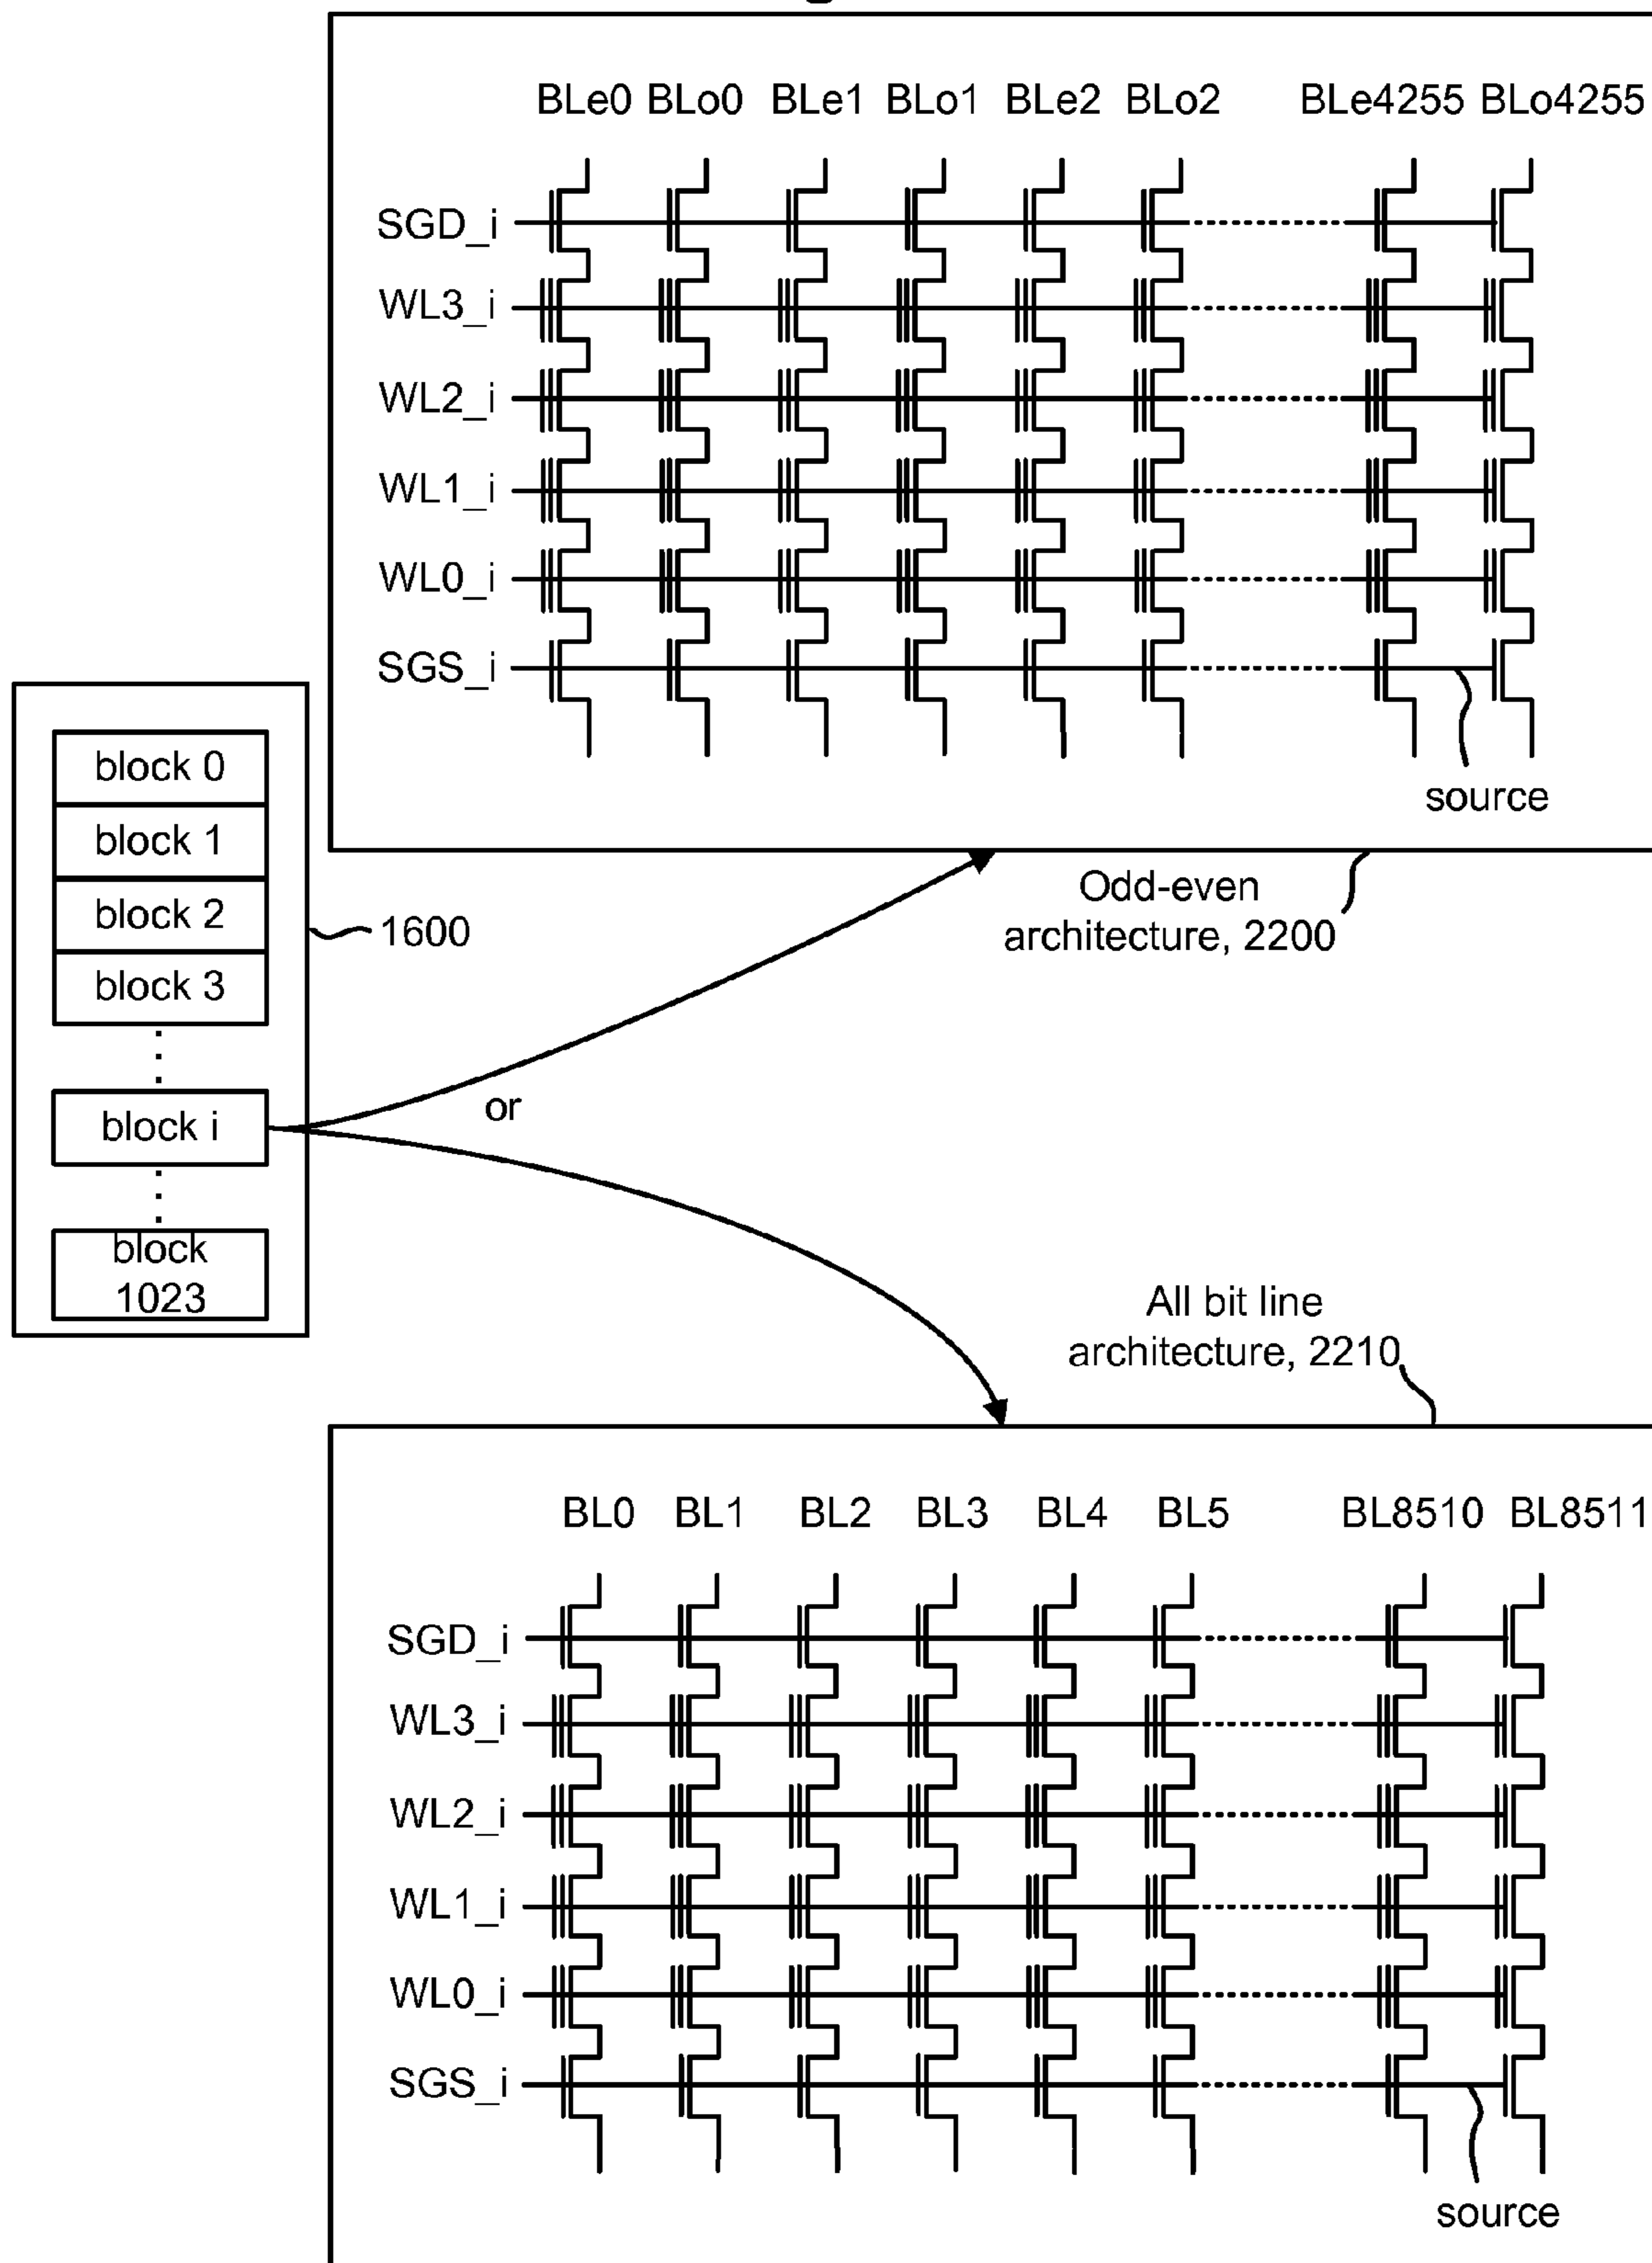 BLe0 BLo0 BLe1 BLo1 BLe2 BLo2 BLe4255 BLo4255
SGD_i
WL3_i
WL2_i
WL1_i
WL0_i
SGS_i
source
block 0
block 1
block 2
block 3
block i
block
1023
1600
or
Odd-even
architecture, 2200
All bit line
architecture, 2210
BL0 BL1 BL2 BL3 BL4 BL5 BL8510 BL8511
SGD_i
WL3_i
WL2_i
WL1_i
WL0_i
SGS_i
source